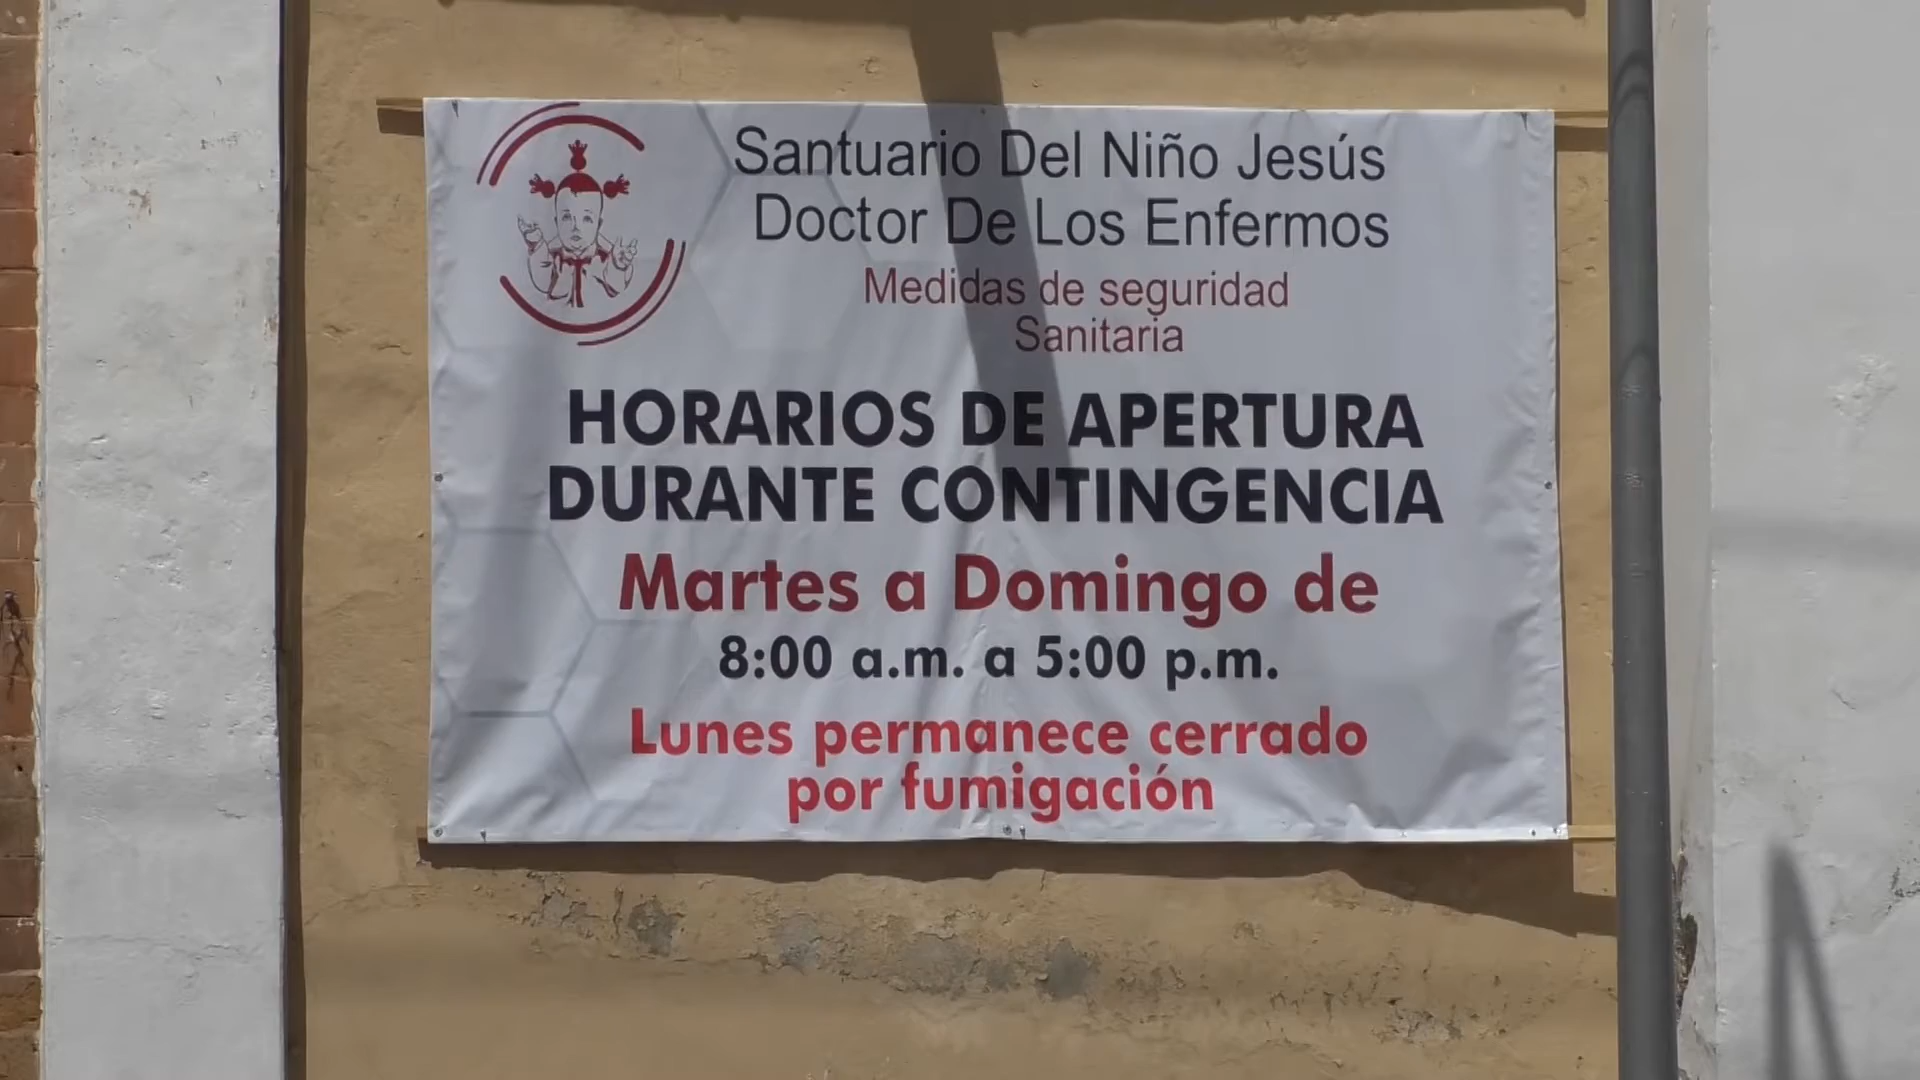 Santuario Del Niño Jesús
Doctor De Los Enfermos
Medidas de seguridad
Sanitaria
HORARIOS DE APERTURA
DURANTE CONTINGENCIA
Martes a Domingo de
8:00 a.m. a 5:00 p.m.
Lunes permanece cerrado
por fumigación